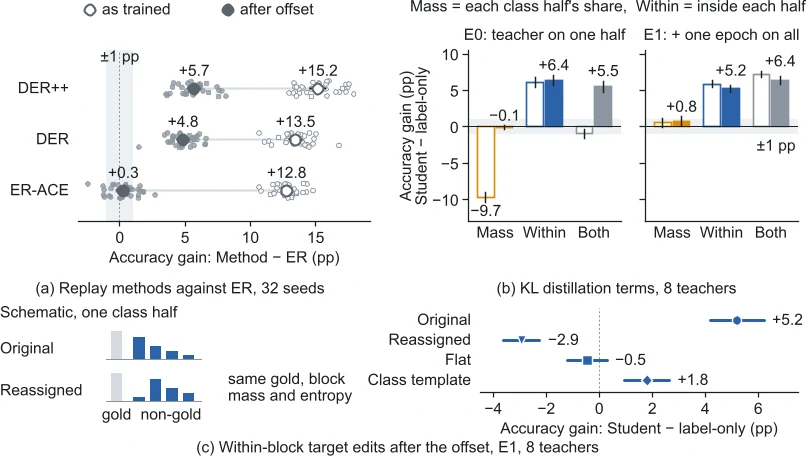 as trained
after offset
±1 pp
DER++
+5.7
+15.2
DER
+4.8
+13.5
ER-ACE
+0.3
+12.8
0
5
10
15
Accuracy gain: Method − ER (pp)
(a) Replay methods against ER, 32 seeds
Mass = each class half's share, Within = inside each half
E0: teacher on one half
E1: + one epoch on all
Accuracy gain (pp)
Student − label-only
10
5
0
−5
−10
−9.7
−0.1
+6.4
+5.5
Mass
Within
Both
+0.8
+5.2
+6.4
±1 pp
Mass
Within
Both
(b) KL distillation terms, 8 teachers
Schematic, one class half
Original
Reassigned
gold
non-gold
same gold, block
mass and entropy
Original
+5.2
Reassigned
−2.9
Flat
−0.5
Class template
+1.8
−4
−2
0
2
4
6
Accuracy gain: Student − label-only (pp)
(c) Within-block target edits after the offset, E1, 8 teachers